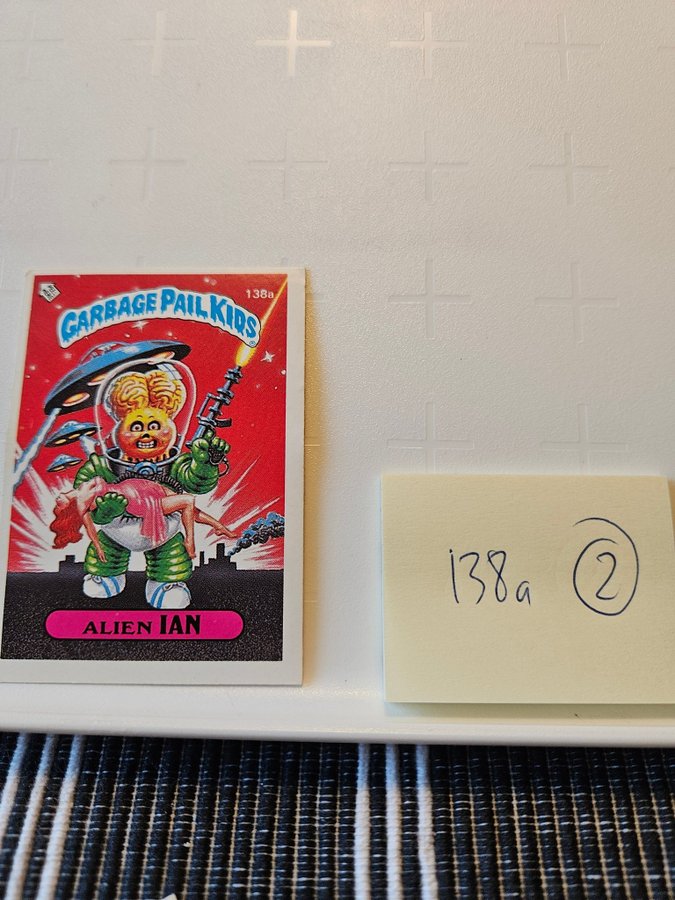 138a
GARBAGE PAIL KIDS
ALIEN IAN
138a 2